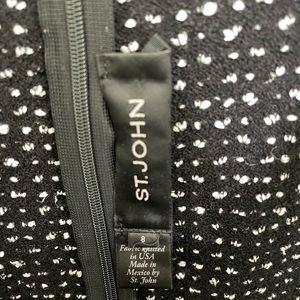 ST. JOHN
8
Fabric knitted
in USA
Made in
Mexico by
St. John